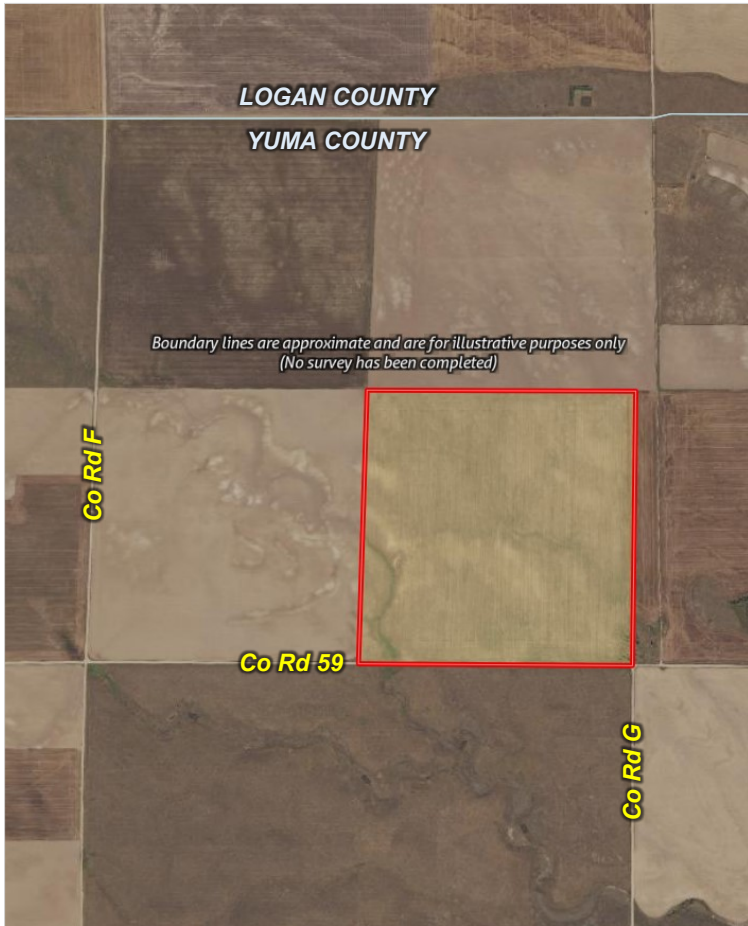 LOGAN COUNTY
YUMA COUNTY
Boundary lines are approximate and are for illustrative purposes only
(No survey has been completed)
Co Rd F
Co Rd 59
Co Rd G